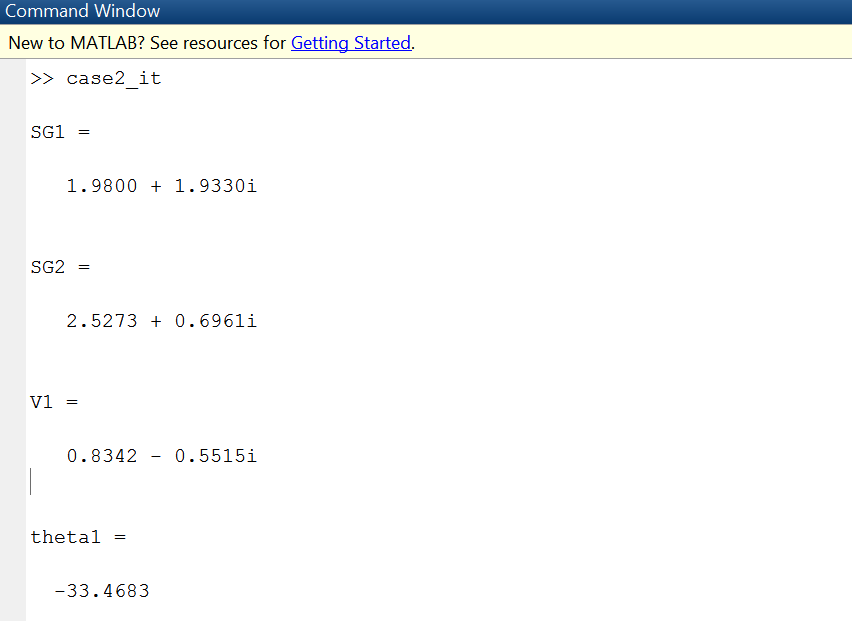 Command Window
New to MATLAB? See resources for Getting Started.
>> case2_it
SG1 =
1.9800 + 1.9330i
SG2 =
2.5273 + 0.6961i
V1 =
0.8342 - 0.5515i
theta1 =
-33.4683